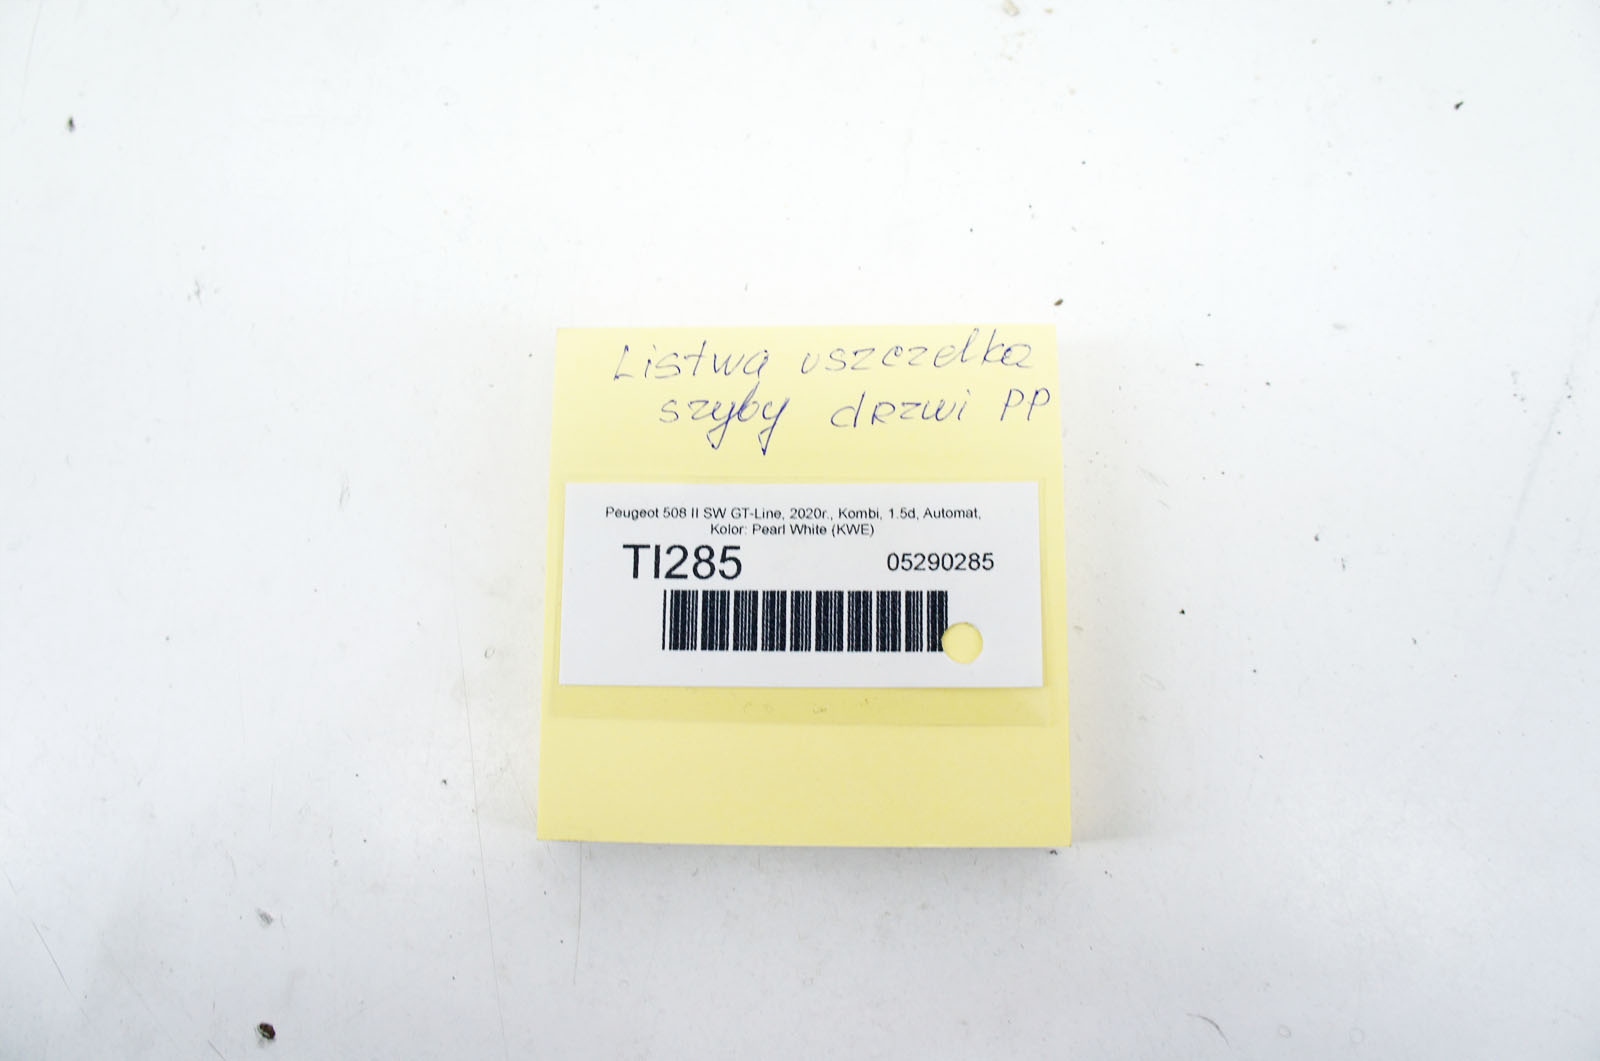 Listwa uszczelka
szyby drzwi PP
Peugeot 508 II SW GT-Line, 2020r., Kombi, 1.5d, Automat,
Kolor: Pearl White (KWE)
TI285 05290285